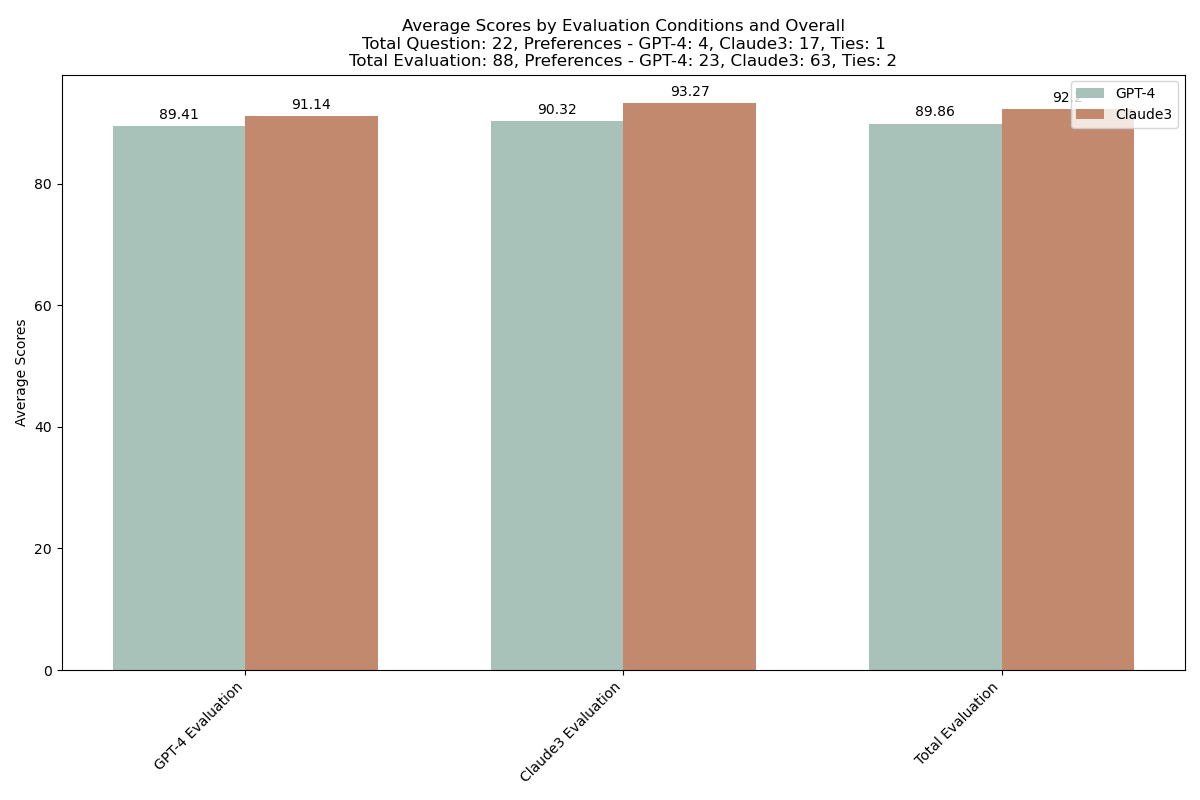 Average Scores by Evaluation Conditions and Overall
Total Question: 22, Preferences - GPT-4: 4, Claude3: 17, Ties: 1
Total Evaluation: 88, Preferences - GPT-4: 23, Claude3: 63, Ties: 2
GPT-4
Claude3
89.41
91.14
90.32
93.27
89.86
Average Scores
80
60
40
20
0
GPT-4 Evaluation
Claude3 Evaluation
Total Evaluation